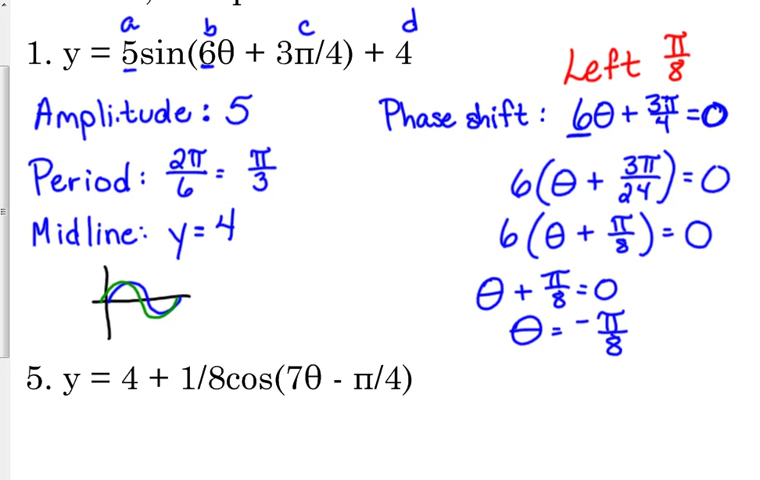 a b c d
1. y = 5sin(6θ + 3π/4) + 4
Left π/8
Amplitude: 5
Phase shift: 6θ + 3π/4 = 0
Period: 2π/6 = π/3
6(θ + 3π/24) = 0
Midline: y = 4
6(θ + π/8) = 0
θ + π/8 = 0
θ = -π/8
5. y = 4 + 1/8cos(7θ - π/4)